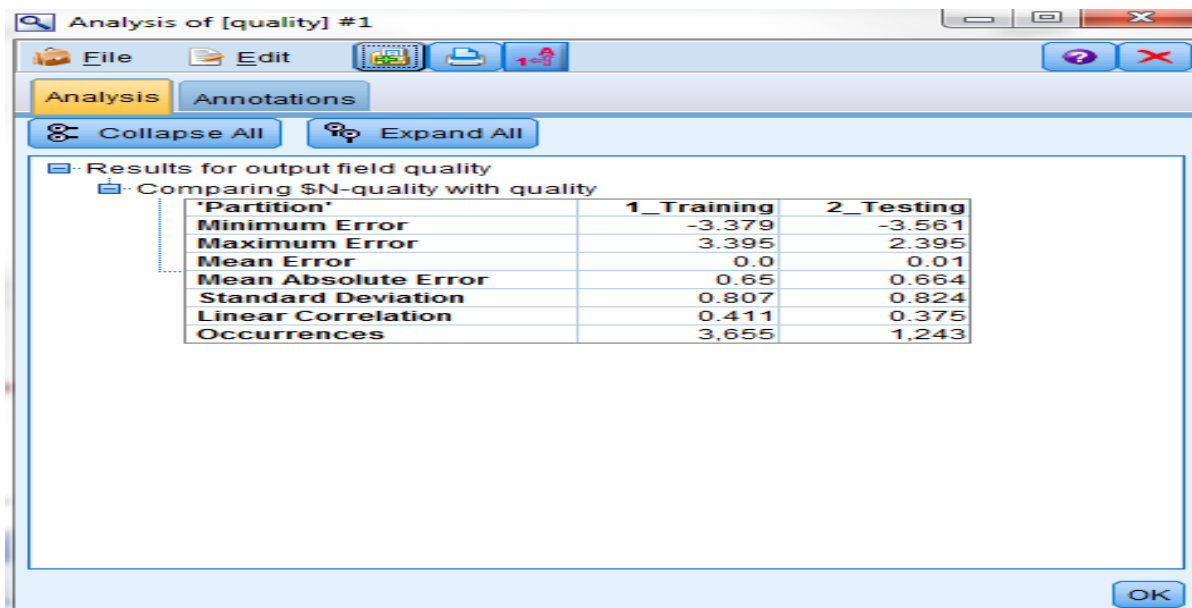 Analysis of [quality] #1
File Edit
Analysis Annotations
Collapse All Expand All
Results for output field quality
Comparing $N-quality with quality
'Partition' 1_Training 2_Testing
Minimum Error -3.379 -3.561
Maximum Error 3.395 2.395
Mean Error 0.0 0.01
Mean Absolute Error 0.65 0.664
Standard Deviation 0.807 0.824
Linear Correlation 0.411 0.375
Occurrences 3,655 1,243
OK